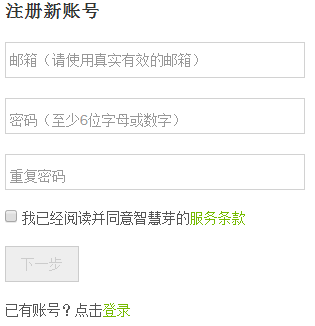 注册新账号
邮箱（请使用真实有效的邮箱）
密码（至少6位字母或数字）
重复密码
我已经阅读并同意智慧芽的服务条款
下一步
已有账号？点击登录